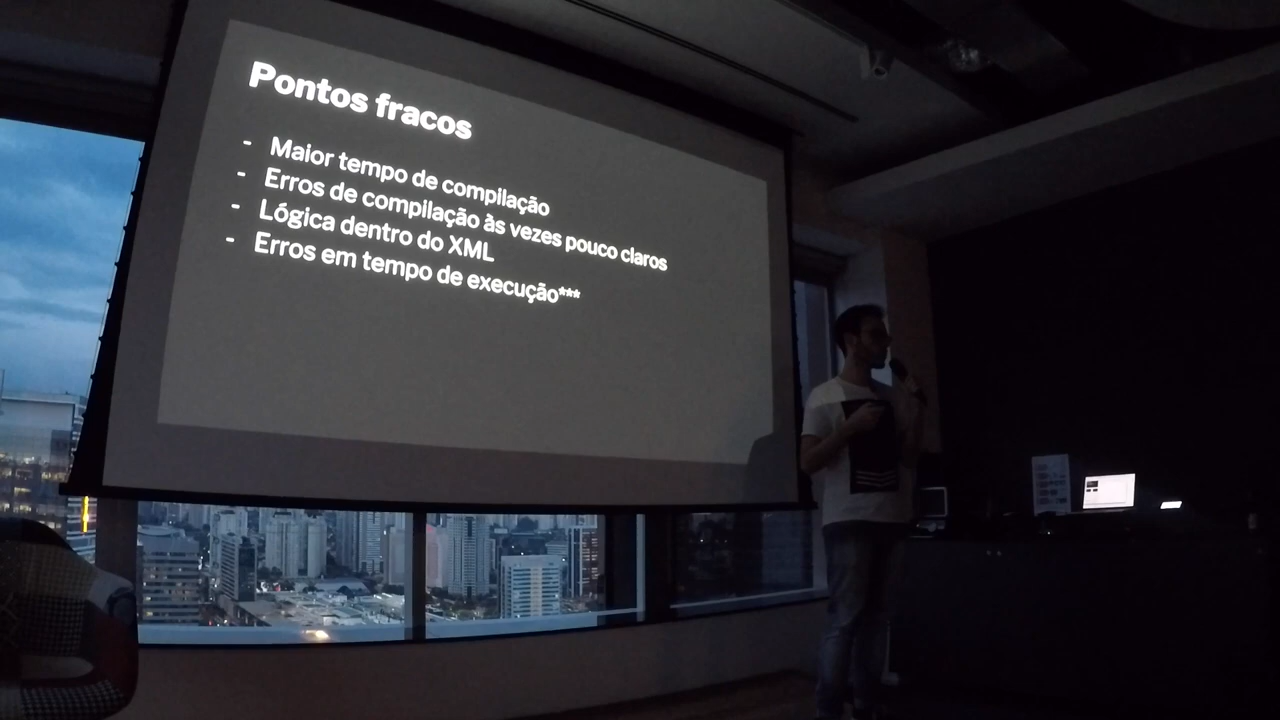 Pontos fracos
- Maior tempo de compilação
- Erros de compilação às vezes pouco claros
- Lógica dentro do XML
- Erros em tempo de execução***